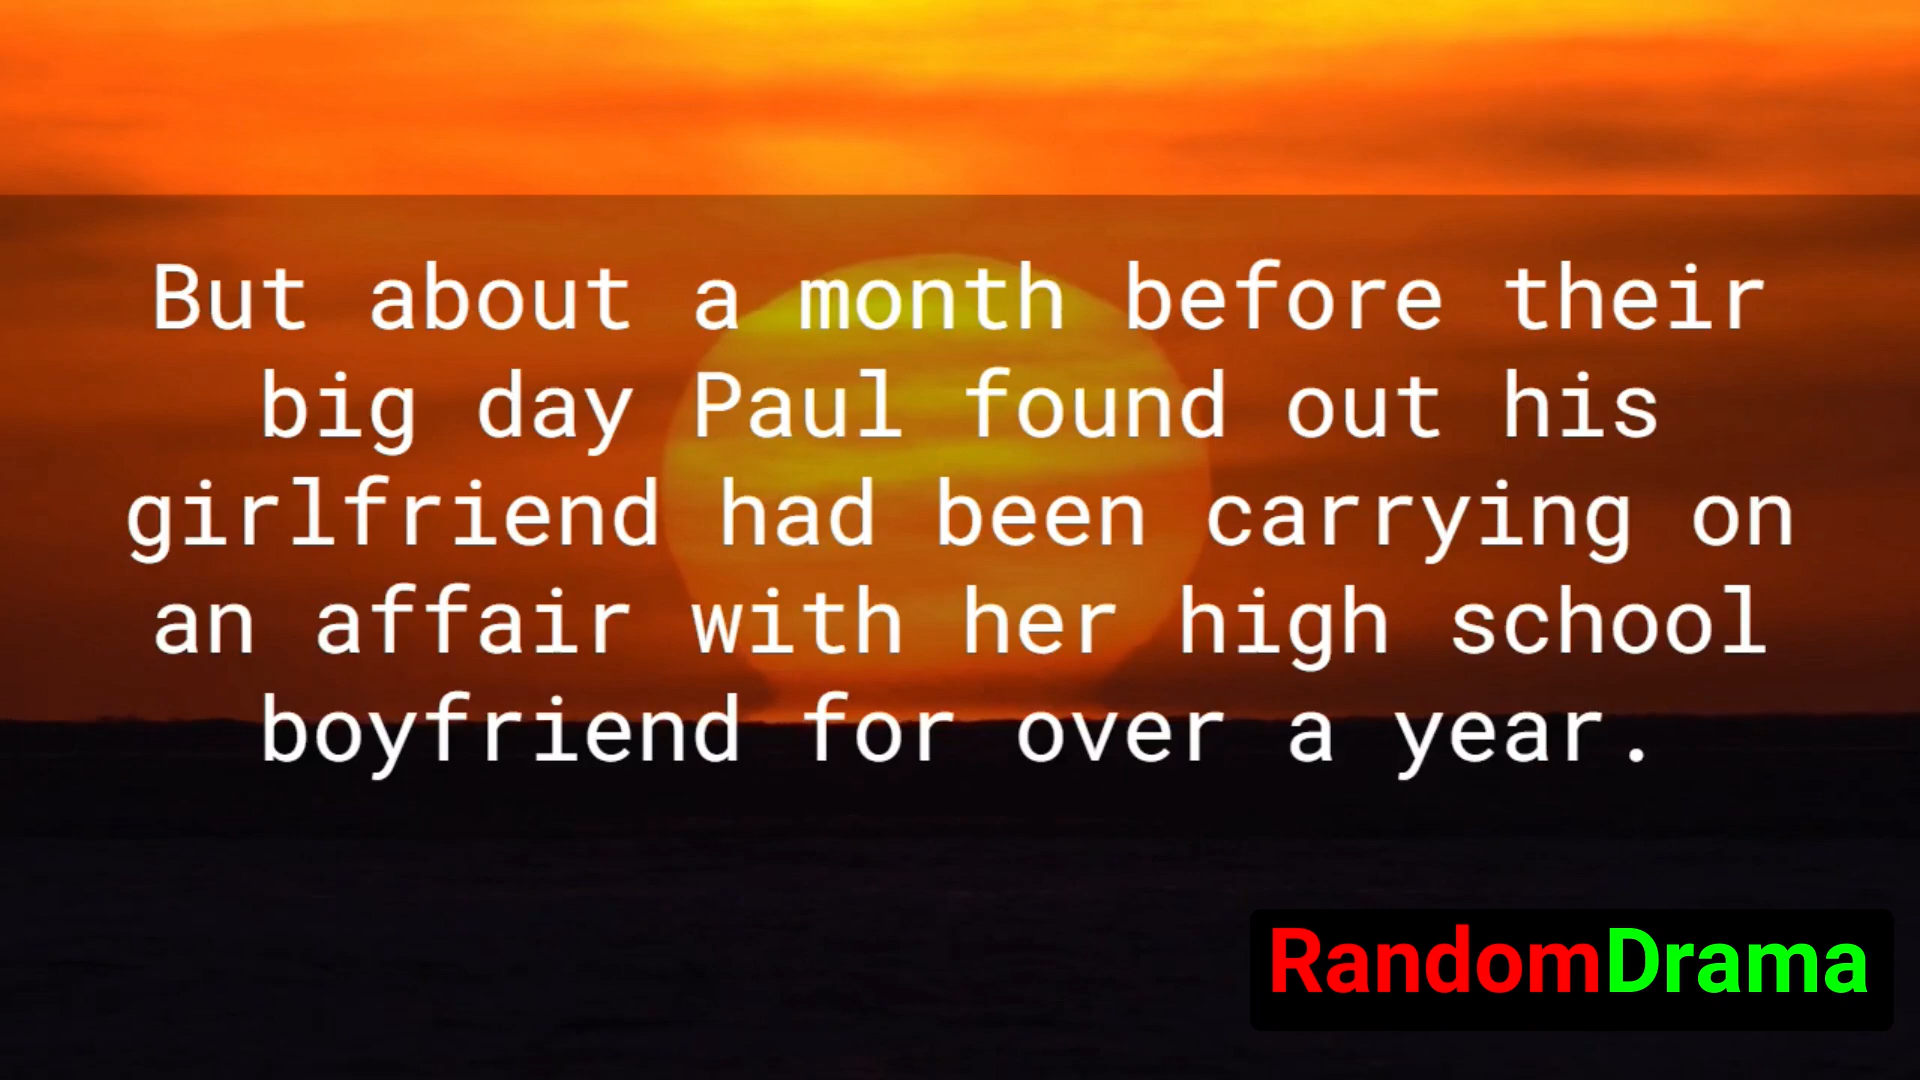 But about a month before their
big day Paul found out his
girlfriend had been carrying on
an affair with her high school
boyfriend for over a year.
RandomDrama